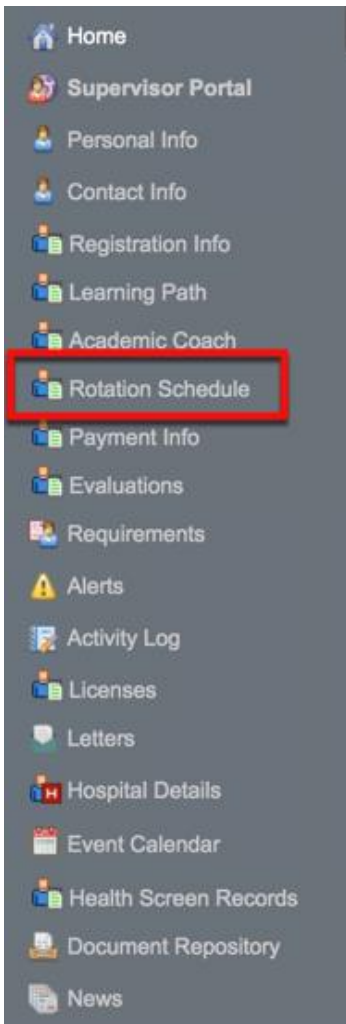 Home
Supervisor Portal
Personal Info
Contact Info
Registration Info
Learning Path
Academic Coach
Rotation Schedule
Payment Info
Evaluations
Requirements
Alerts
Activity Log
Licenses
Letters
H Hospital Details
Event Calendar
Health Screen Records
Document Repository
News